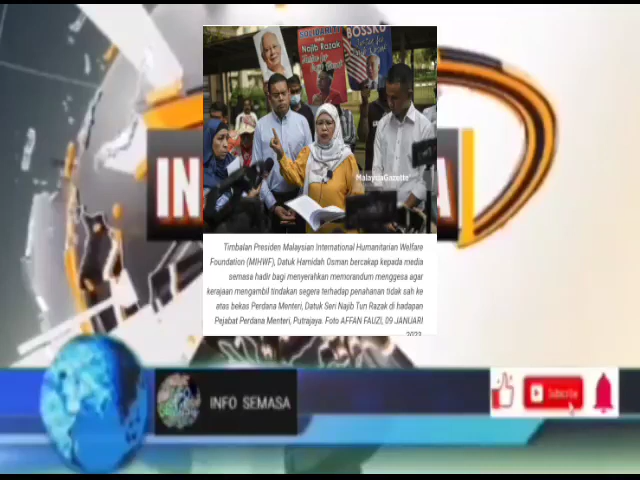 SOLIDARITI
Najib Razak
BOSSKU
IN
A
MalaysiaGazette
Timbalan Presiden Malaysian International Humanitarian Welfare
Foundation (MIHWF), Datuk Hamidah Osman bercakap kepada media
semasa hadir bagi menyerahkan memorandum menggesa agar
kerajaan mengambil tindakan segera terhadap penahanan tidak sah ke
atas bekas Perdana Menteri, Datuk Seri Najib Tun Razak di hadapan
Pejabat Perdana Menteri, Putrajaya. Foto AFFAN FAUZI, 09 JANUARI
2023.
INFO SEMASA
Subscribe